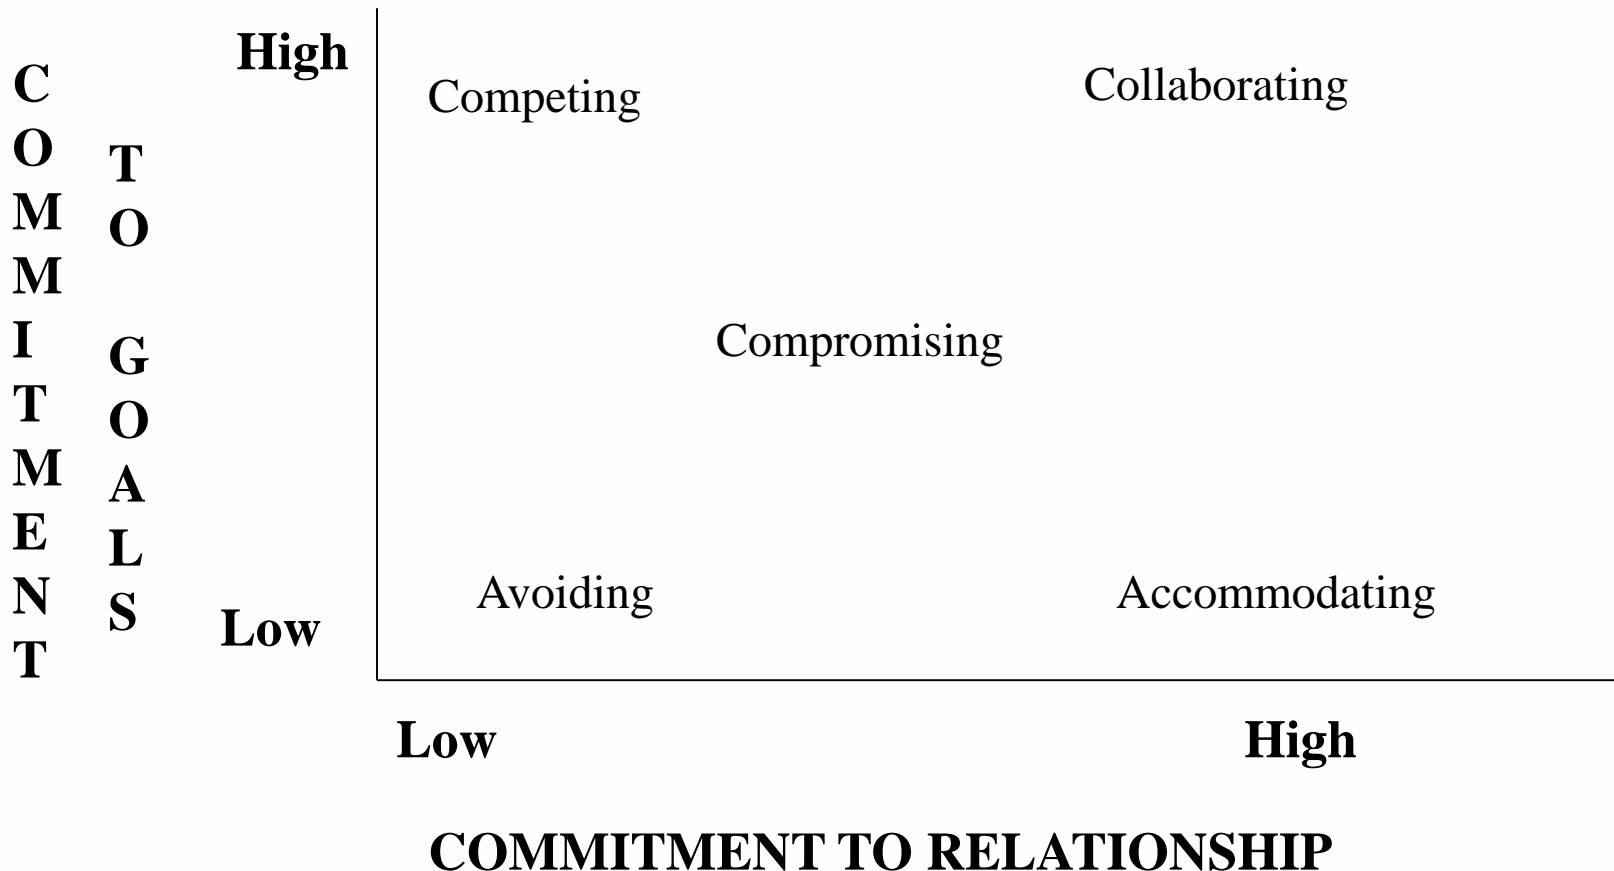 COMMITMENT
TO GOALS
High
Competing
Collaborating
Compromising
Avoiding
Accommodating
Low
Low
High
COMMITMENT TO RELATIONSHIP